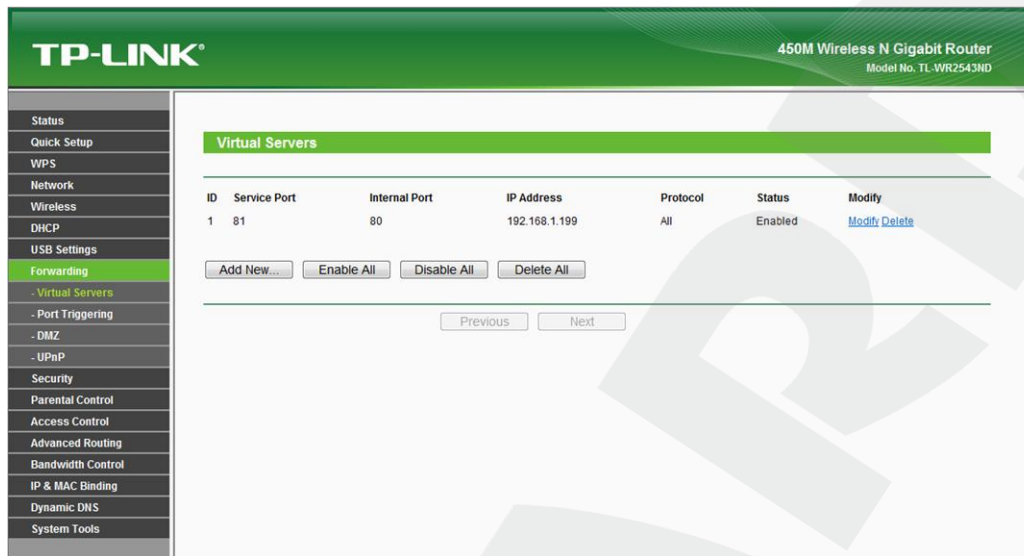 TP-LINK®
450M Wireless N Gigabit Router
Model No. TL-WR2543ND
Status
Quick Setup
WPS
Network
Wireless
DHCP
USB Settings
Forwarding
- Virtual Servers
- Port Triggering
- DMZ
- UPnP
Security
Parental Control
Access Control
Advanced Routing
Bandwidth Control
IP & MAC Binding
Dynamic DNS
System Tools
Virtual Servers
ID Service Port Internal Port IP Address Protocol Status Modify
1 81 80 192.168.1.199 All Enabled Modify Delete
Add New... Enable All Disable All Delete All
Previous Next